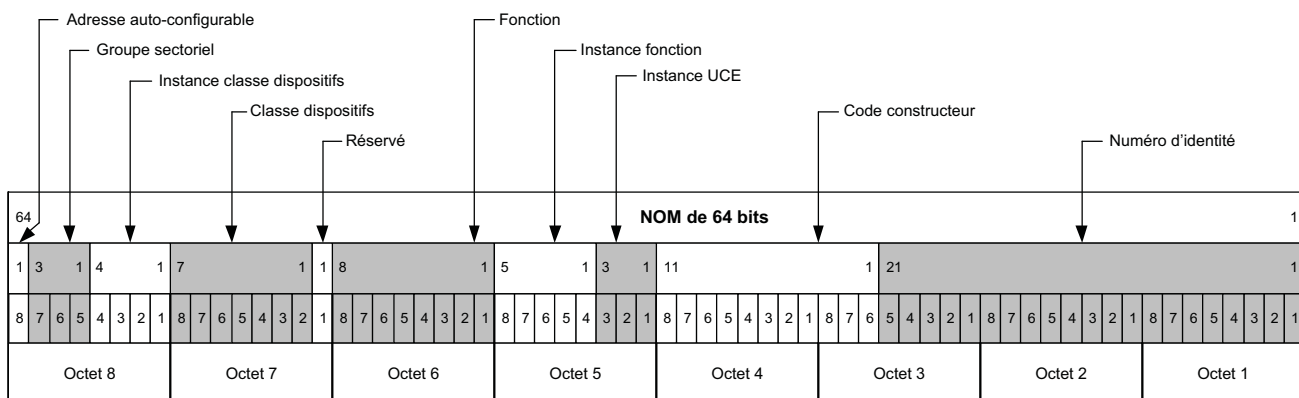 Adresse auto-configurable
Fonction
Groupe sectoriel
Instance fonction
Instance classe dispositifs
Instance UCE
Classe dispositifs
Code constructeur
Réservé
Numéro d'identité
64 NOM de 64 bits 1
1 3 1 4 1 7 1 1 8 1 5 1 3 1 11 1 21 1
8 7 6 5 4 3 2 1 8 7 6 5 4 3 2 1 8 7 6 5 4 3 2 1 8 7 6 5 4 3 2 1 8 7 6 5 4 3 2 1 8 7 6 5 4 3 2 1 8 7 6 5 4 3 2 1 8 7 6 5 4 3 2 1
Octet 8 Octet 7 Octet 6 Octet 5 Octet 4 Octet 3 Octet 2 Octet 1